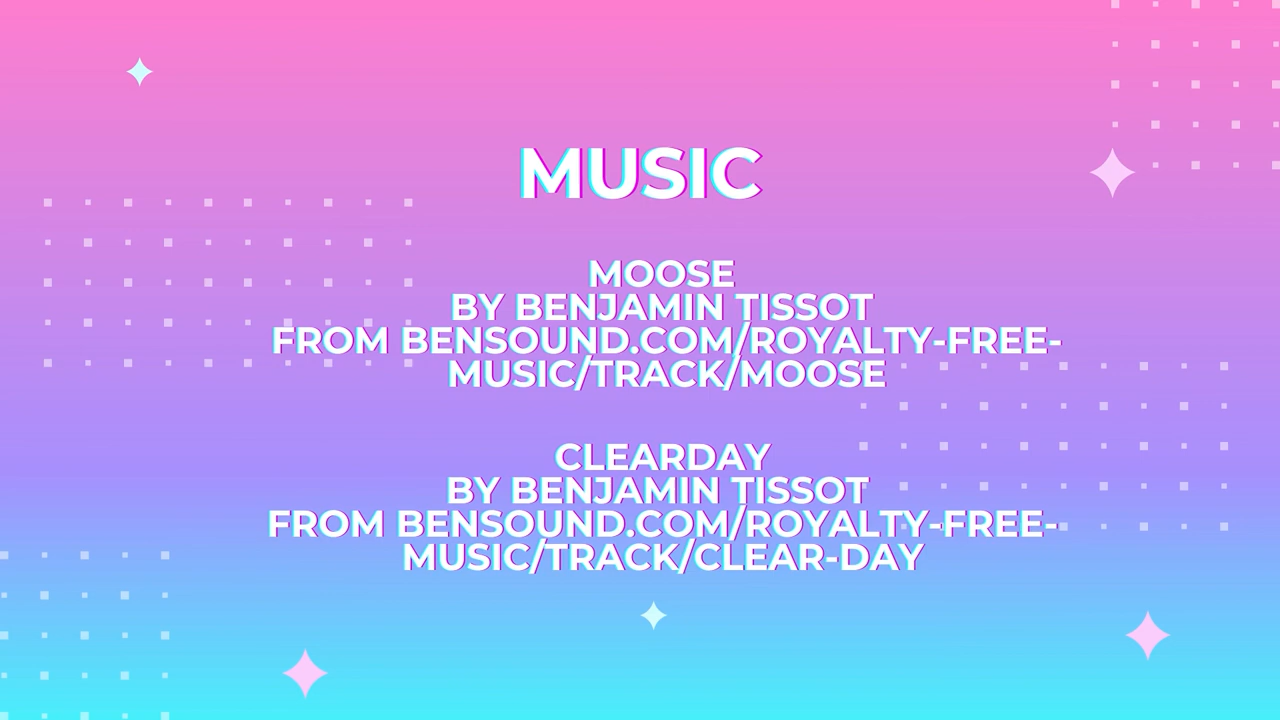 MUSIC
MOOSE
BY BENJAMIN TISSOT
FROM BENSOUND.COM/ROYALTY-FREE-
MUSIC/TRACK/MOOSE
CLEARDAY
BY BENJAMIN TISSOT
FROM BENSOUND.COM/ROYALTY-FREE-
MUSIC/TRACK/CLEAR-DAY